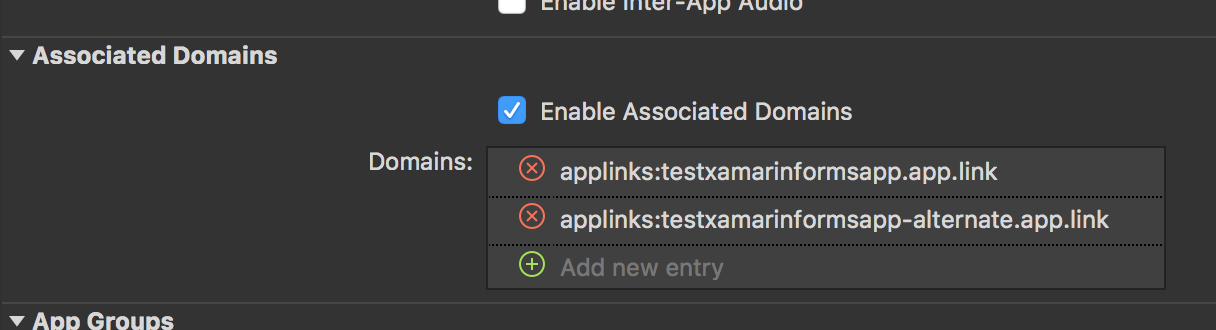 Enable Inter-App Audio
Associated Domains
Enable Associated Domains
Domains:
applinks:testxamarinformsapp.app.link
applinks:testxamarinformsapp-alternate.app.link
Add new entry
App Groups